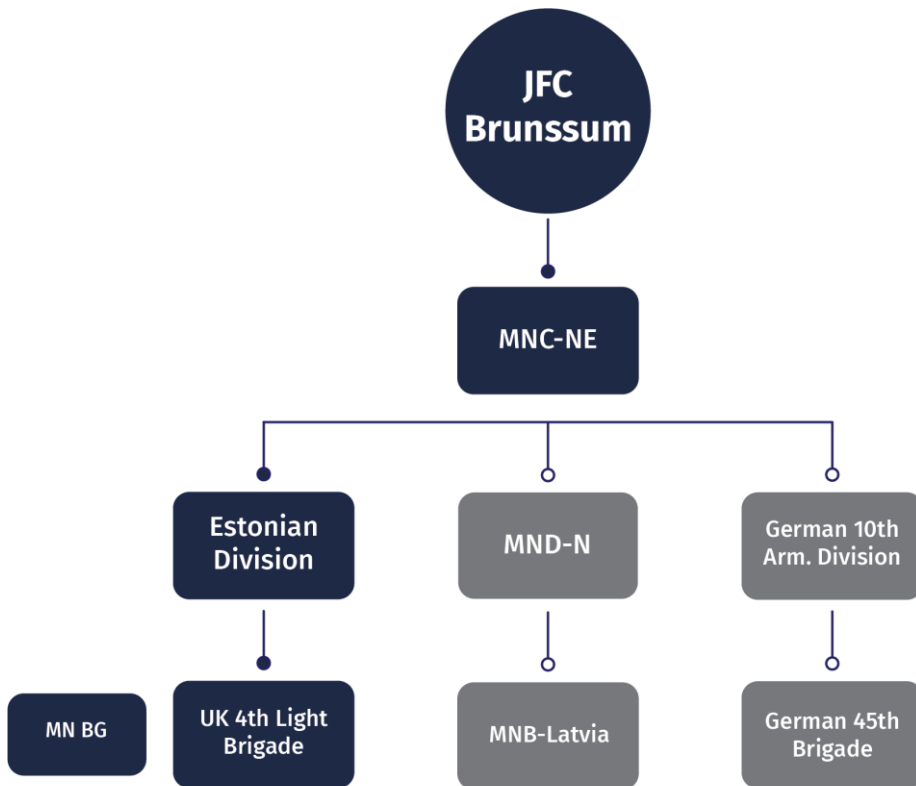 JFC
Brunssum
MNC-NE
Estonian
Division
MND-N
German 10th
Arm. Division
MN BG
UK 4th Light
Brigade
MNB-Latvia
German 45th
Brigade